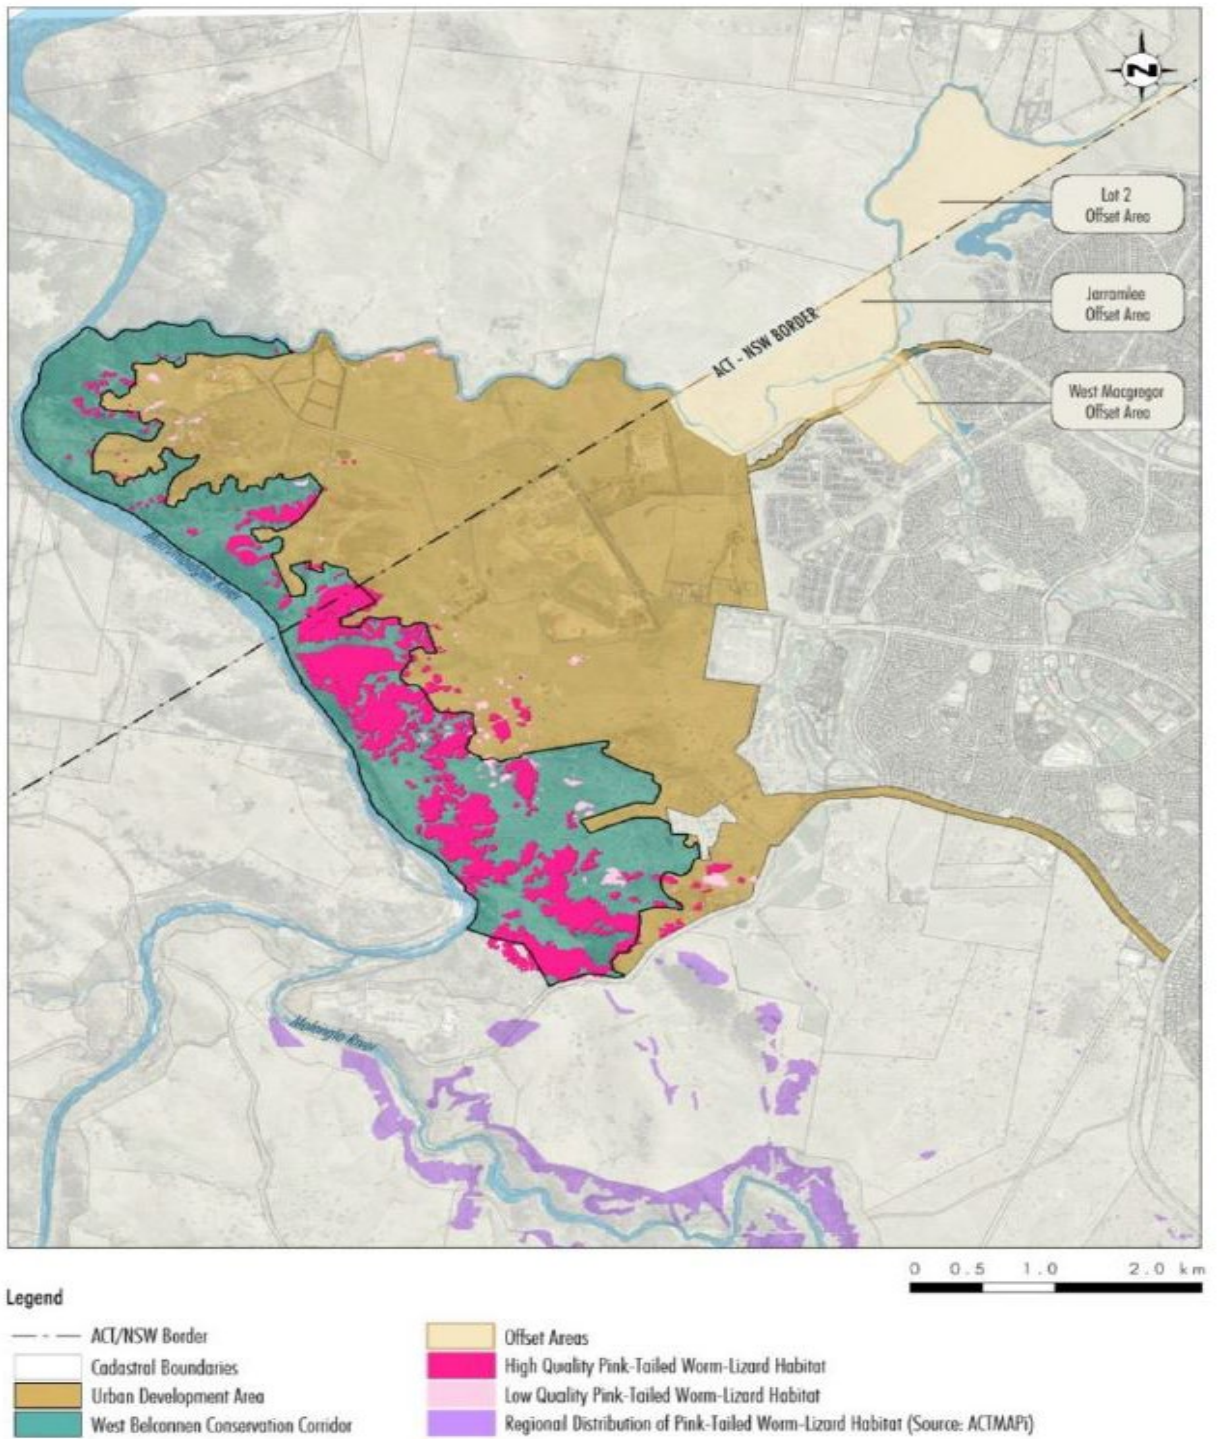 N
Lot 2
Offset Area
Jarramlee
Offset Area
ACT - NSW BORDER
West Macgregor
Offset Area
Murrumbidgee River
Molonglo River
0 0.5 1.0 2.0 km
Legend
ACT/NSW Border
Cadastral Boundaries
Urban Development Area
West Belconnen Conservation Corridor
Offset Areas
High Quality Pink-Tailed Worm-Lizard Habitat
Low Quality Pink-Tailed Worm-Lizard Habitat
Regional Distribution of Pink-Tailed Worm-Lizard Habitat (Source: ACTMAPi)